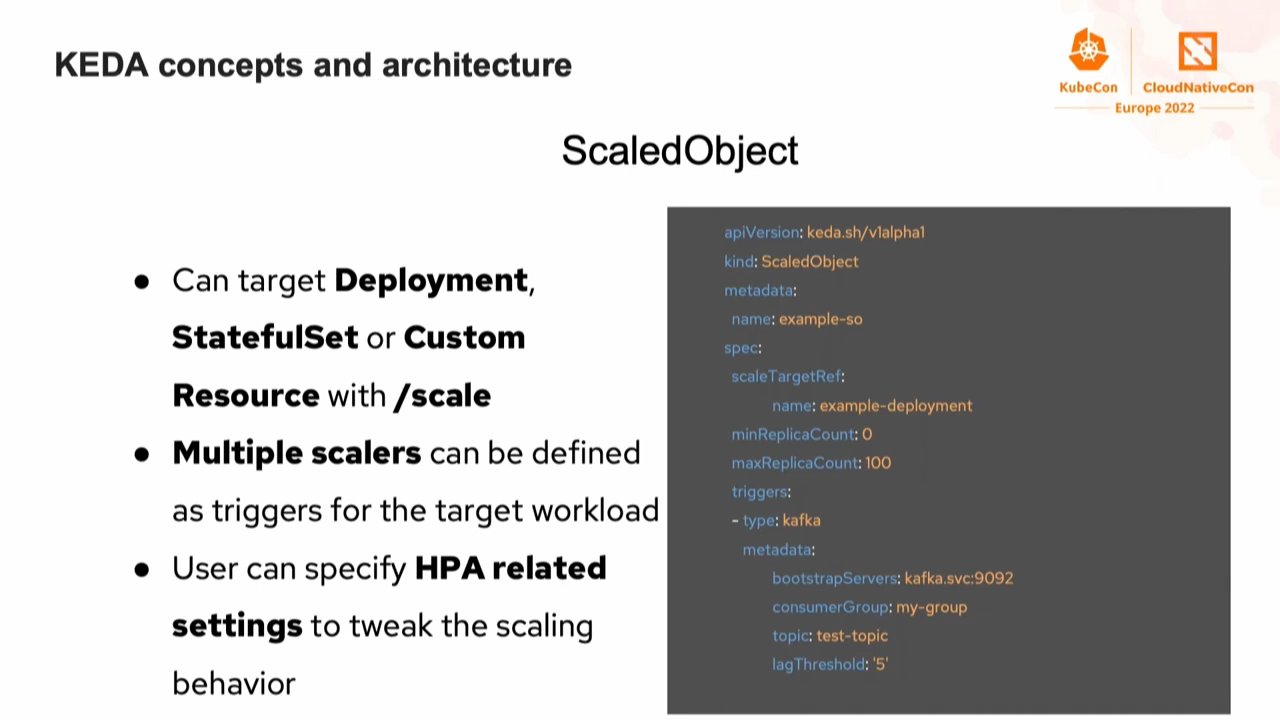 KEDA concepts and architecture
KubeCon
CloudNativeCon
Europe 2022
ScaledObject
● Can target Deployment,
StatefulSet or Custom
Resource with /scale
● Multiple scalers can be defined
as triggers for the target workload
● User can specify HPA related
settings to tweak the scaling
behavior
apiVersion: keda.sh/v1alpha1
kind: ScaledObject
metadata:
name: example-so
spec:
scaleTargetRef:
name: example-deployment
minReplicaCount: 0
maxReplicaCount: 100
triggers:
- type: kafka
metadata:
bootstrapServers: kafka.svc:9092
consumerGroup: my-group
topic: test-topic
lagThreshold: '5'